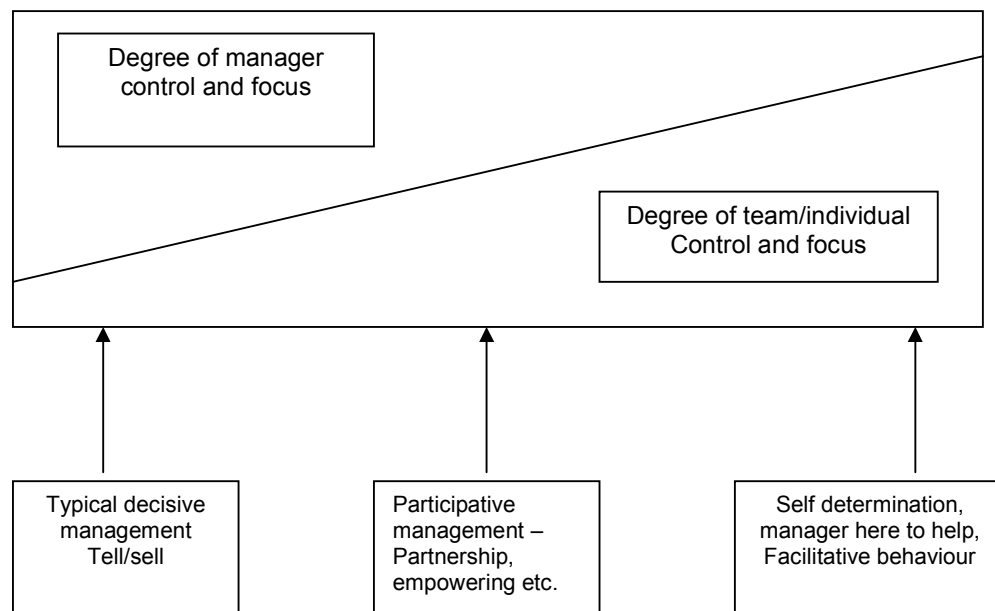 Degree of manager
control and focus
Degree of team/individual
Control and focus
Typical decisive
management
Tell/sell
Participative
management –
Partnership,
empowering etc.
Self determination,
manager here to help,
Facilitative behaviour